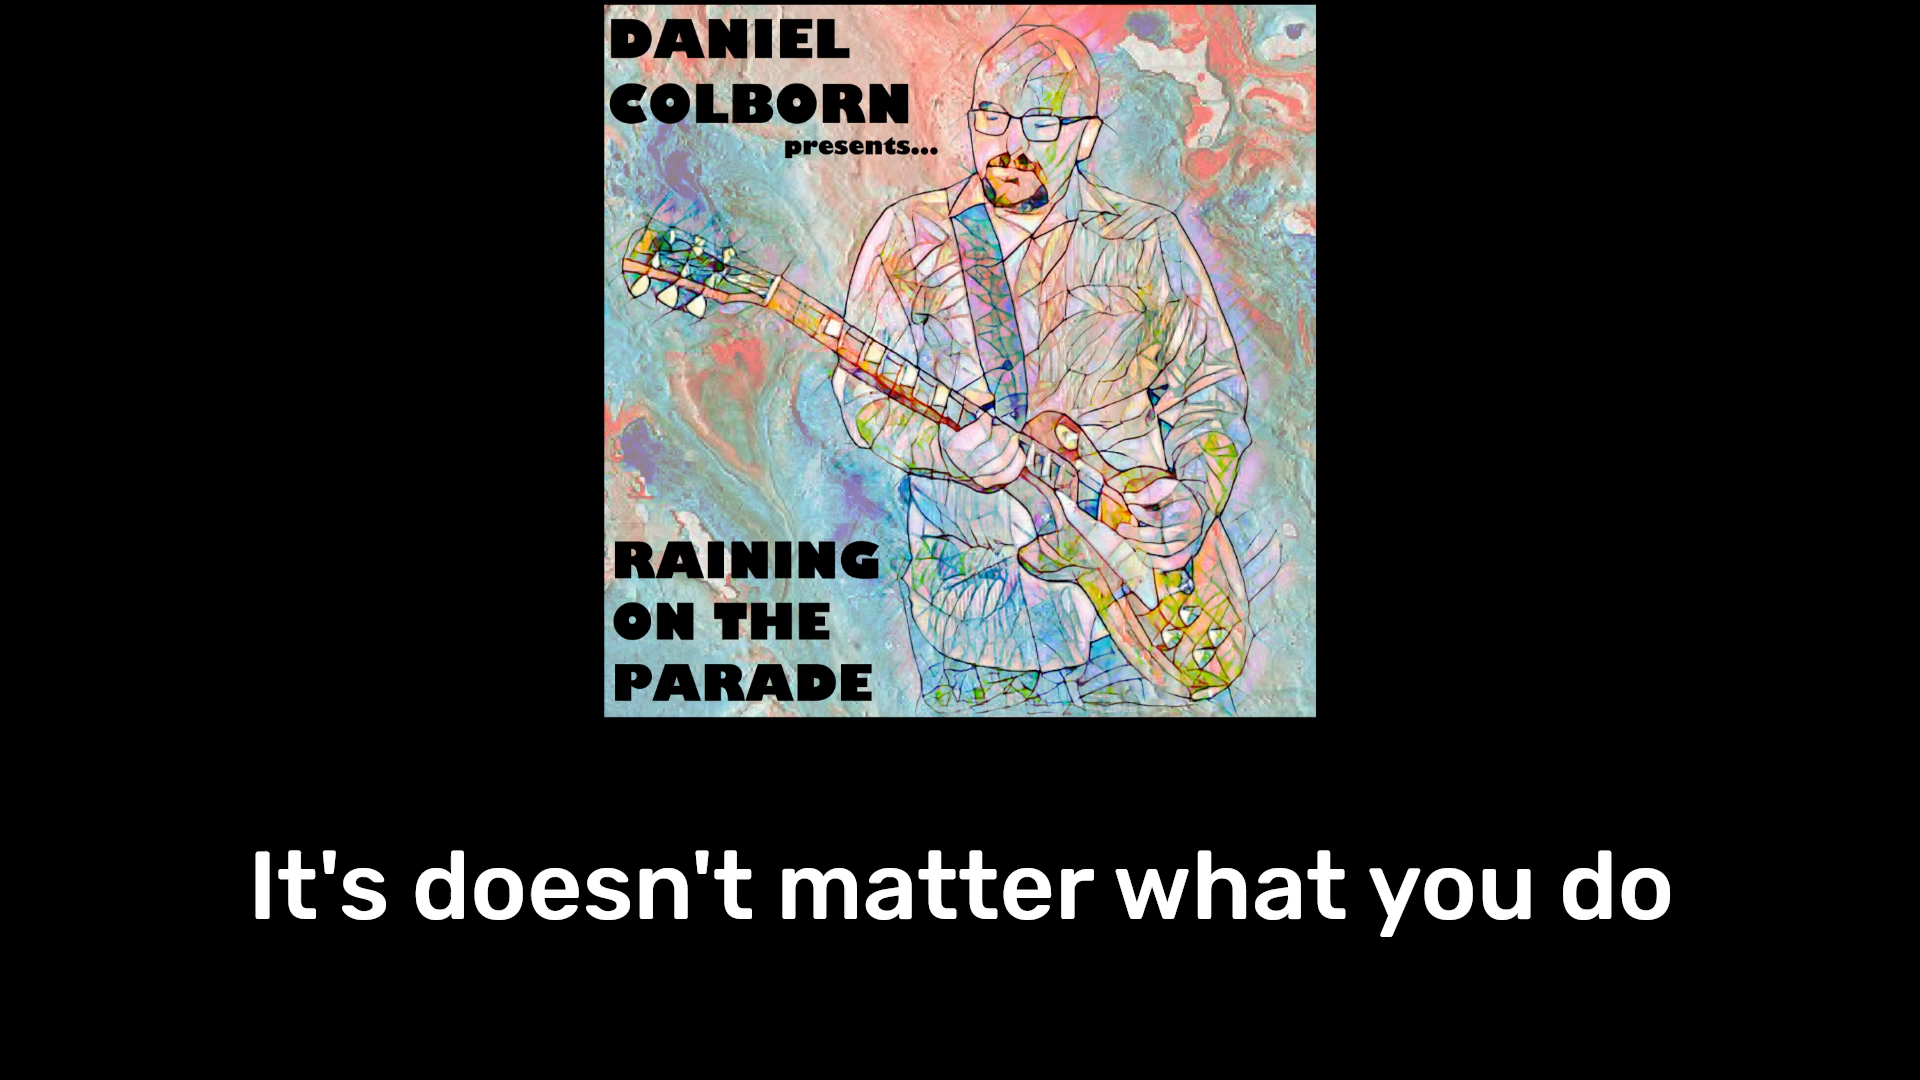 DANIEL
COLBORN
presents...
RAINING
ON THE
PARADE
It's doesn't matter what you do